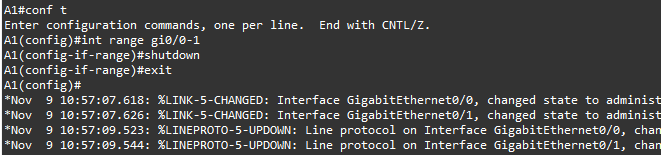 A1#conf t
Enter configuration commands, one per line.  End with CNTL/Z.
A1(config)#int range gi0/0-1
A1(config-if-range)#shutdown
A1(config-if-range)#exit
A1(config)#
*Nov  9 10:57:07.618: %LINK-5-CHANGED: Interface GigabitEthernet0/0, changed state to administ
*Nov  9 10:57:07.626: %LINK-5-CHANGED: Interface GigabitEthernet0/1, changed state to administ
*Nov  9 10:57:09.523: %LINEPROTO-5-UPDOWN: Line protocol on Interface GigabitEthernet0/0, chan
*Nov  9 10:57:09.544: %LINEPROTO-5-UPDOWN: Line protocol on Interface GigabitEthernet0/1, chan